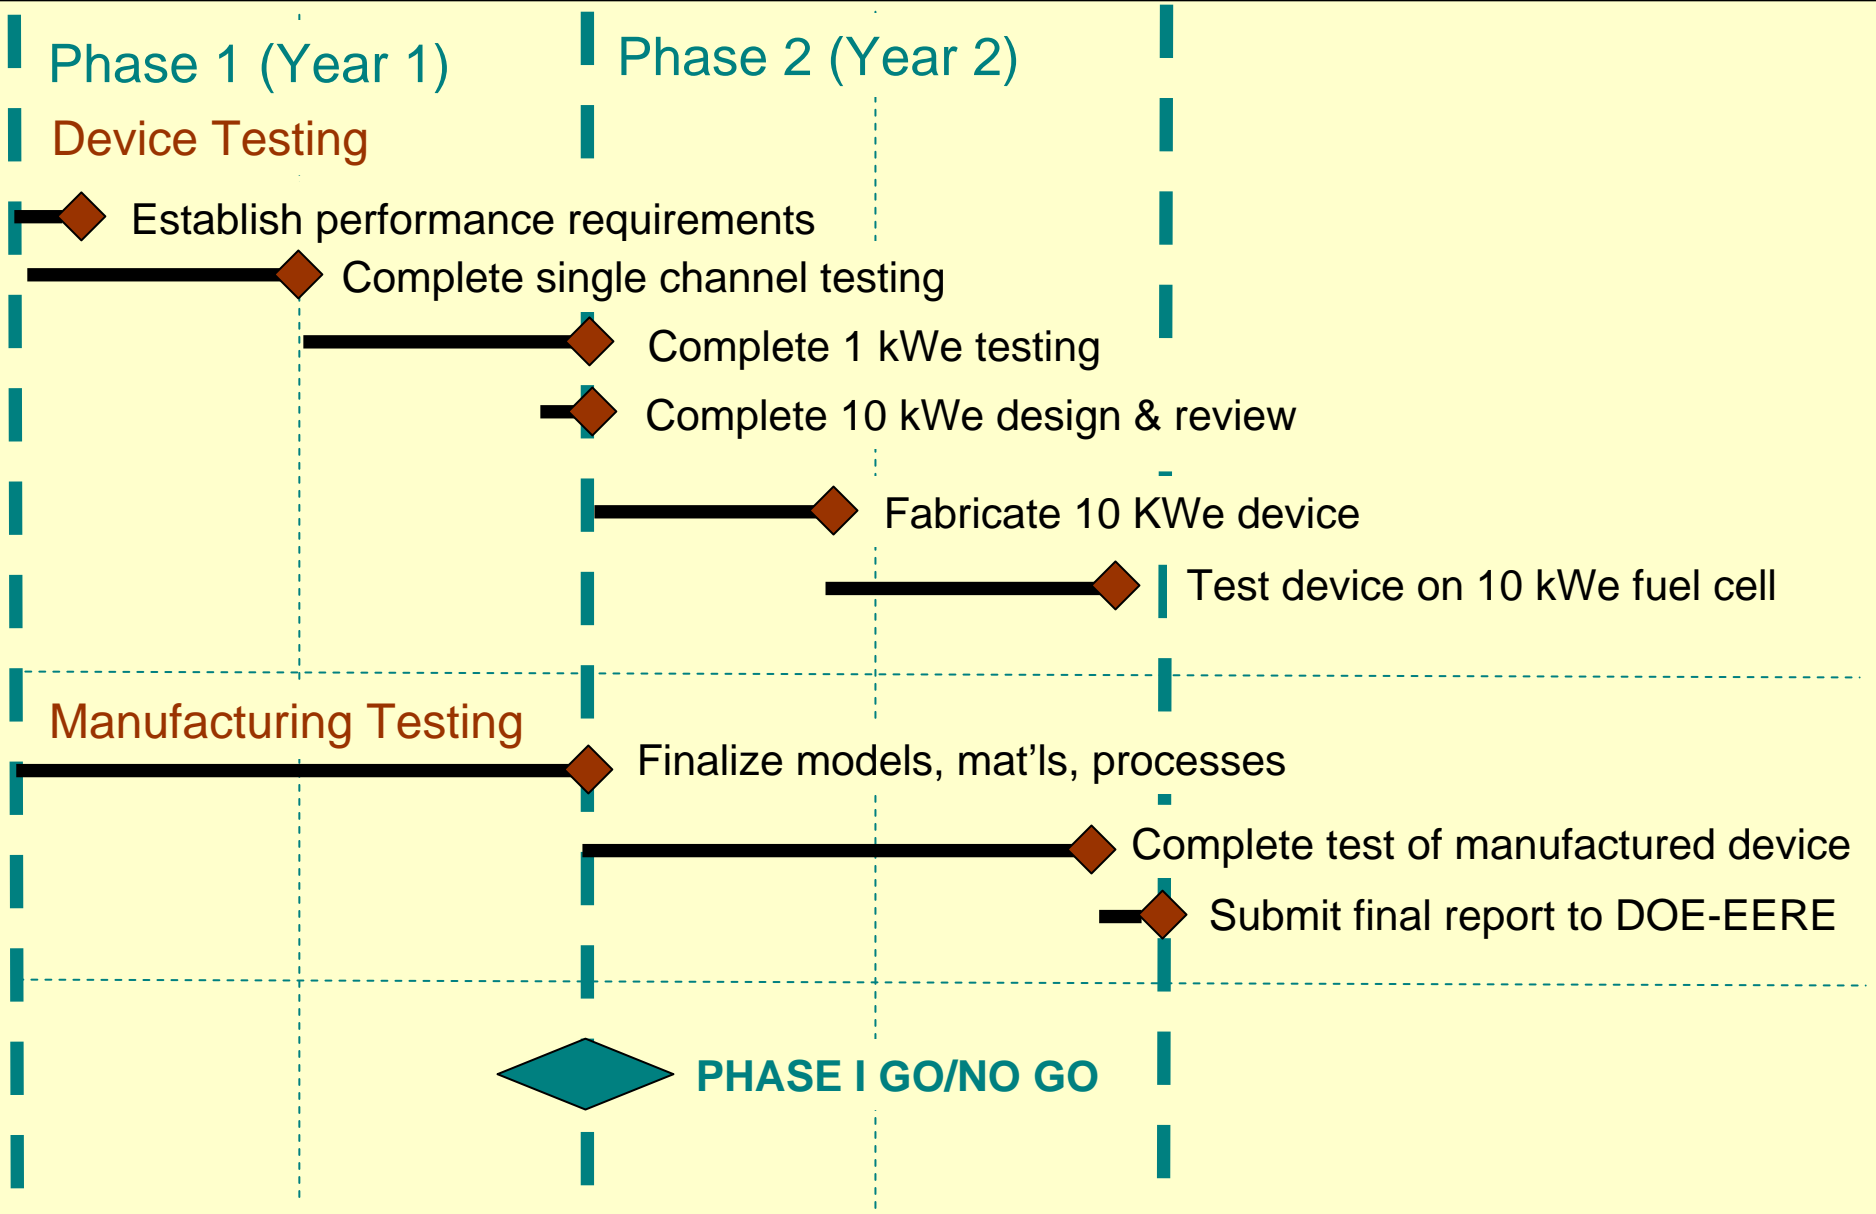 Phase 1 (Year 1)
Phase 2 (Year 2)
Device Testing
Establish performance requirements
Complete single channel testing
Complete 1 kWe testing
Complete 10 kWe design & review
Fabricate 10 KWe device
Test device on 10 kWe fuel cell
Manufacturing Testing
Finalize models, mat’ls, processes
Complete test of manufactured device
Submit final report to DOE-EERE
PHASE I GO/NO GO